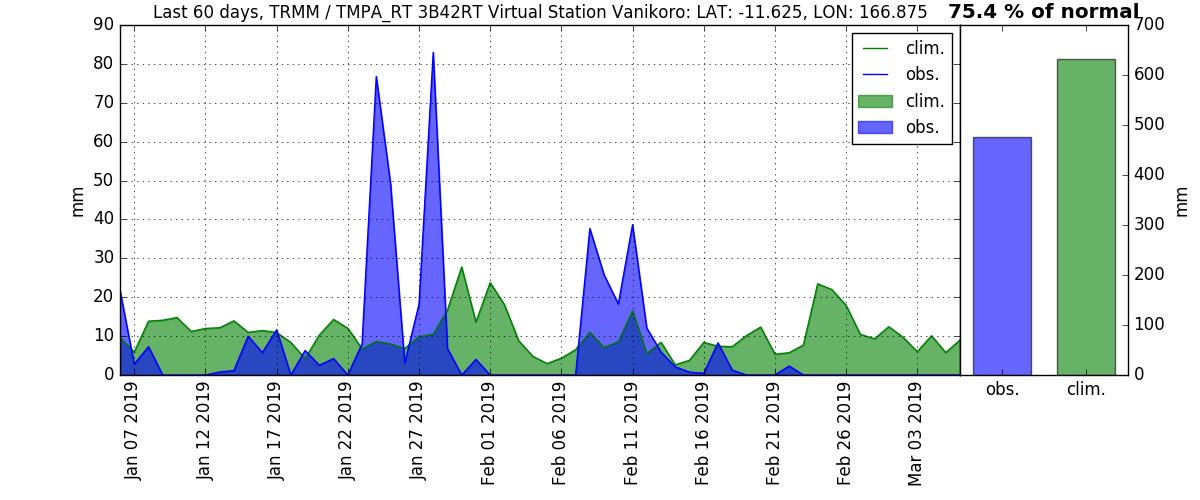 Last 60 days, TRMM / TMPA_RT 3B42RT Virtual Station Vanikoro: LAT: -11.625, LON: 166.875
75.4 % of normal
90
80
70
60
50
40
30
20
10
0
mm
clim.
obs.
clim.
obs.
Jan 07 2019
Jan 12 2019
Jan 17 2019
Jan 22 2019
Jan 27 2019
Feb 01 2019
Feb 06 2019
Feb 11 2019
Feb 16 2019
Feb 21 2019
Feb 26 2019
Mar 03 2019
700
600
500
400
300
200
100
0
mm
obs.
clim.